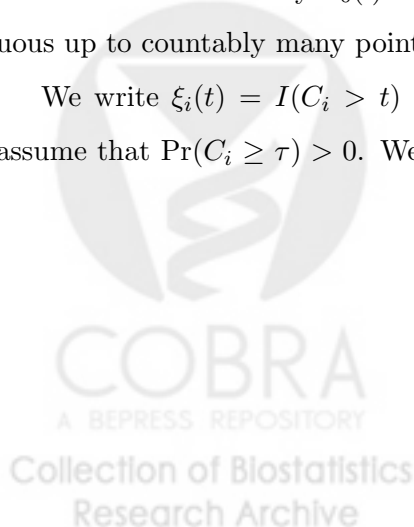 uous up to countably many point
We write ξᵢ(t) = I(Cᵢ > t)
assume that Pr(Cᵢ ≥ τ) > 0. We
COBRA
A BEPRESS REPOSITORY
Collection of Biostatistics
Research Archive